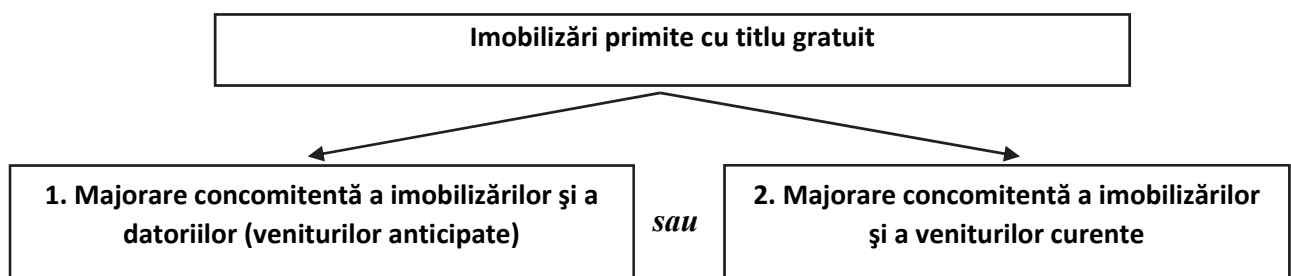 Imobilizări primite cu titlu gratuit
1. Majorare concomitentă a imobilizărilor şi a
datoriilor (veniturilor anticipate)
sau
2. Majorare concomitentă a imobilizărilor
şi a veniturilor curente